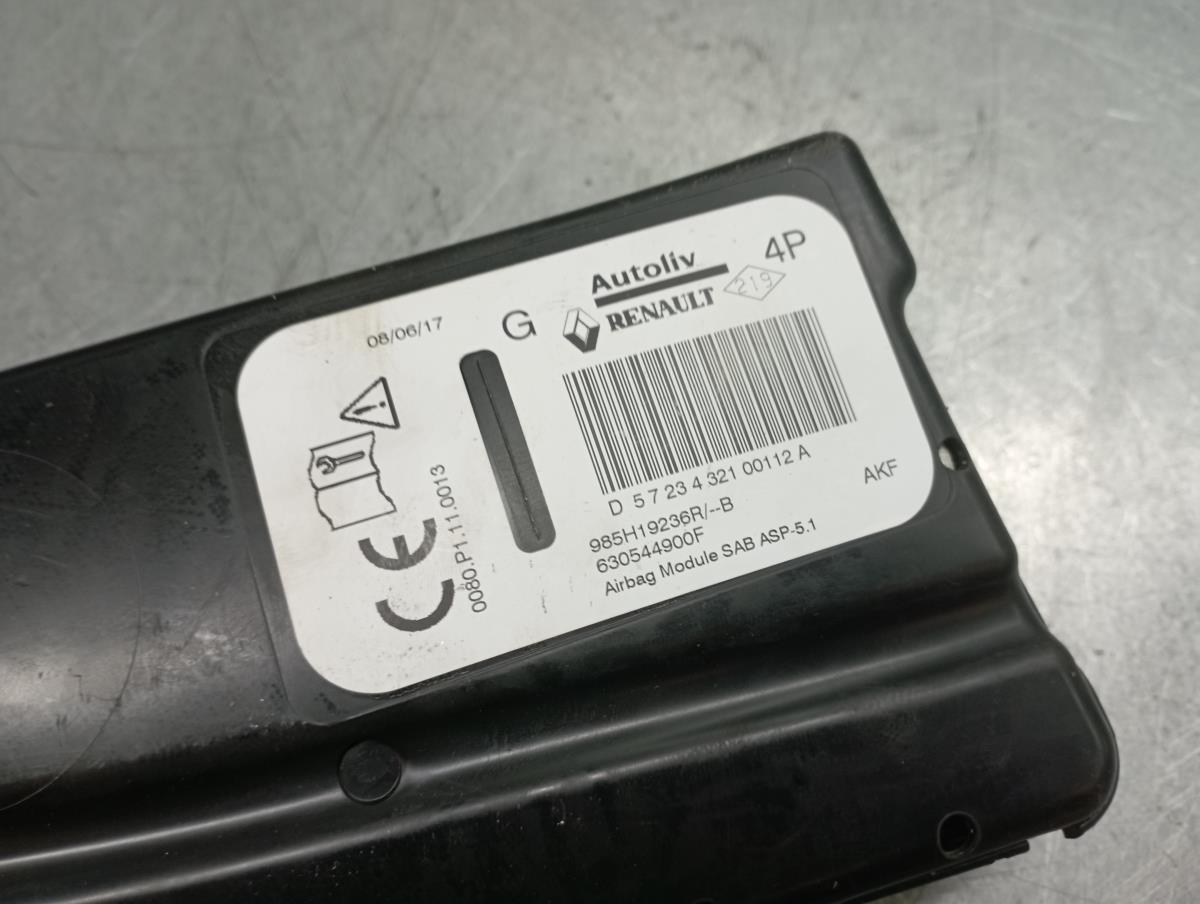 08/06/17
G
Autoliv
RENAULT
219
4P
D 5 7 23 4 321 00112 A
985H19236R/--B
630544900F
Airbag Module SAB ASP-5.1
AKF
CE
0080.P1.11.0013